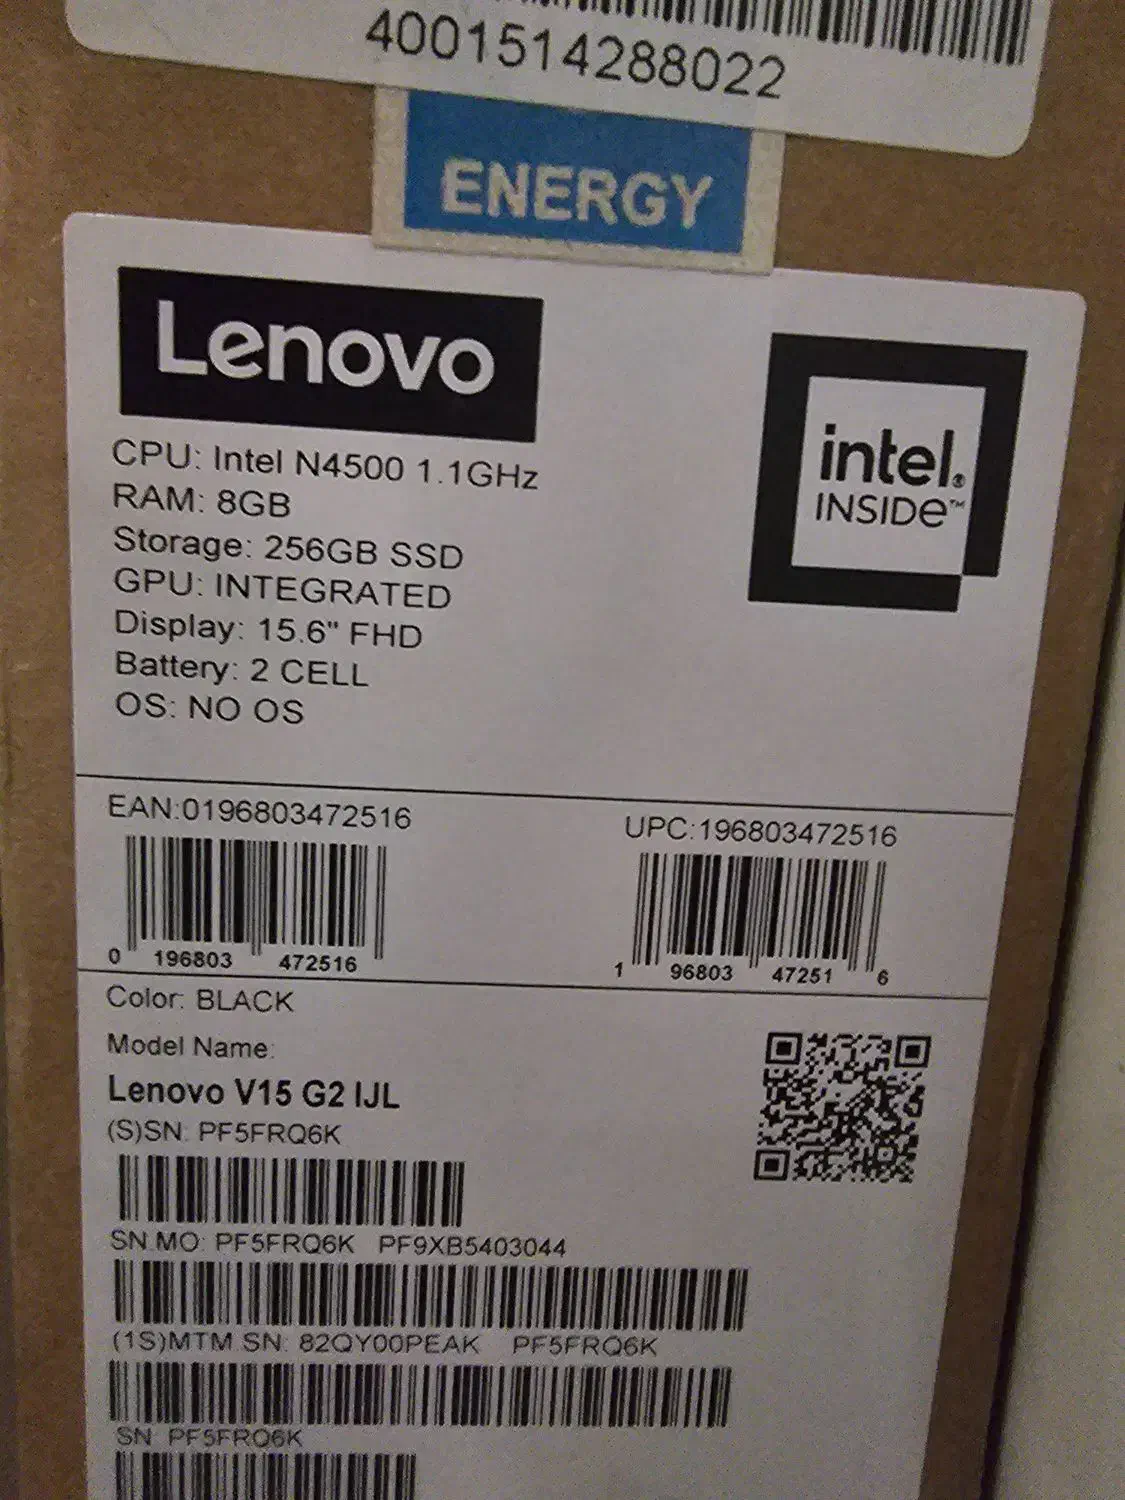 4001514288022
ENERGY
Lenovo
intel®
INSIDE™
CPU: Intel N4500 1.1GHz
RAM: 8GB
Storage: 256GB SSD
GPU: INTEGRATED
Display: 15.6" FHD
Battery: 2 CELL
OS: NO OS
EAN:0196803472516
0 196803 472516
UPC:196803472516
1 96803 47251 6
Color: BLACK
Model Name:
Lenovo V15 G2 IJL
(S)SN: PF5FRQ6K
SN.MO: PF5FRQ6K PF9XB5403044
(1S)MTM SN: 82QY00PEAK PF5FRQ6K
SN: PF5FRQ6K